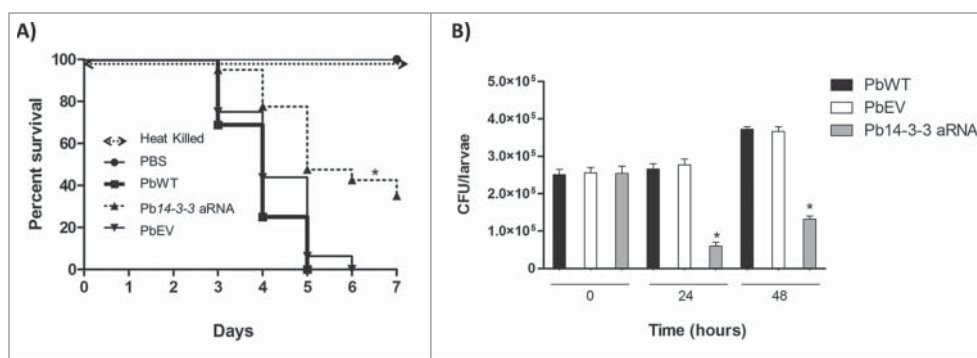 A)
Percent survival
100
80
60
40
20
0
Heat Killed
PBS
PbWT
Pb14-3-3 aRNA
PbEV
*
0 1 2 3 4 5 6 7
Days
B)
CFU/larvae
5.0×10⁵
4.0×10⁵
3.0×10⁵
2.0×10⁵
1.0×10⁵
0.0
PbWT
PbEV
Pb14-3-3 aRNA
*
*
0 24 48
Time (hours)